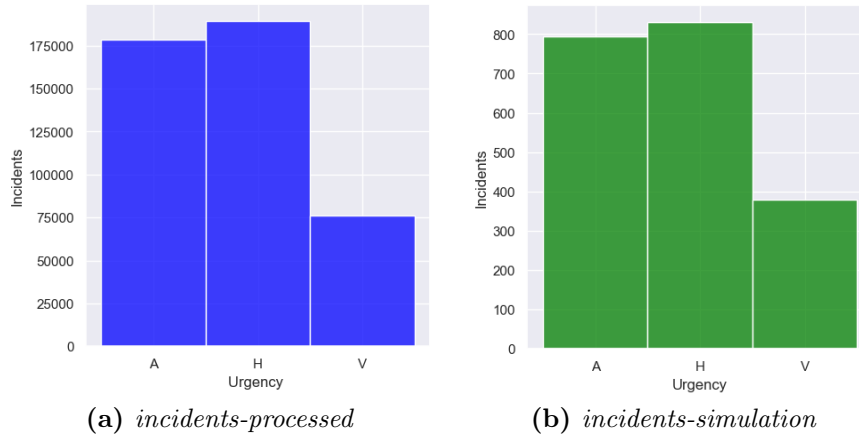 175000
150000
125000
100000
75000
50000
25000
0
Incidents
A H V
Urgency
(a) incidents-processed
800
700
600
500
400
300
200
100
0
Incidents
A H V
Urgency
(b) incidents-simulation